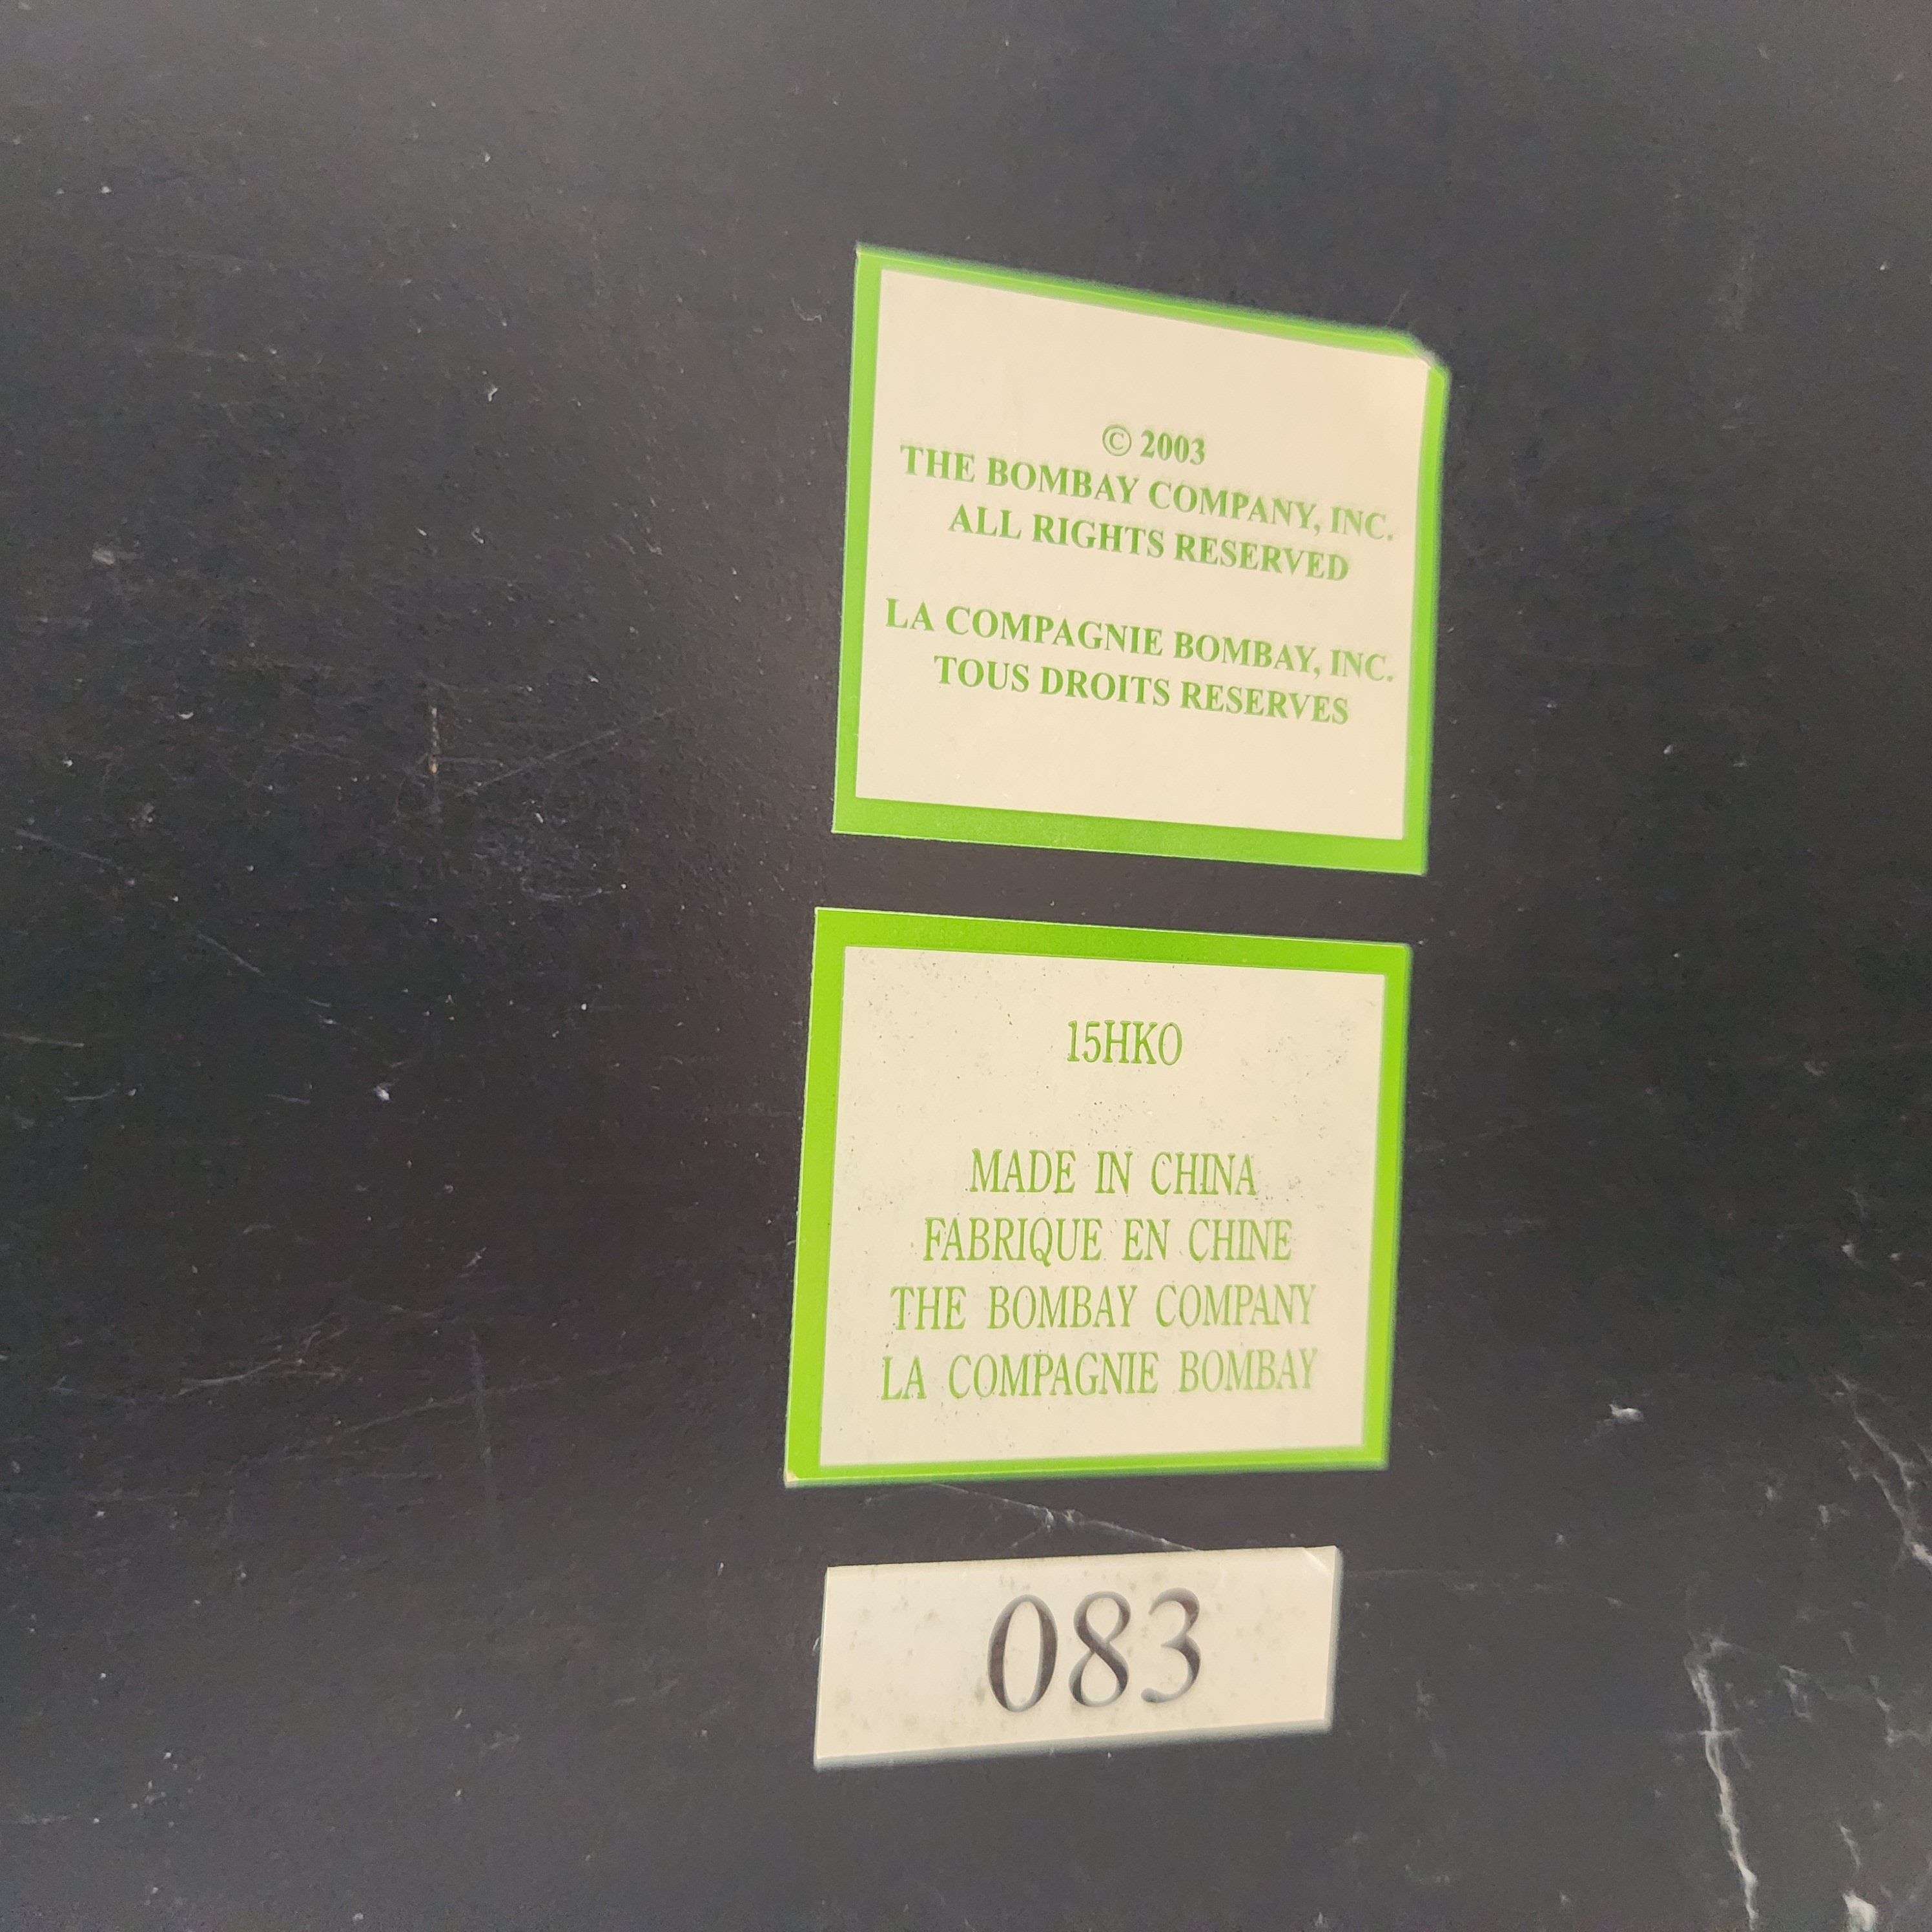 © 2003
THE BOMBAY COMPANY, INC.
ALL RIGHTS RESERVED
LA COMPAGNIE BOMBAY, INC.
TOUS DROITS RESERVES
15HKO
MADE IN CHINA
FABRIQUE EN CHINE
THE BOMBAY COMPANY
LA COMPAGNIE BOMBAY
083